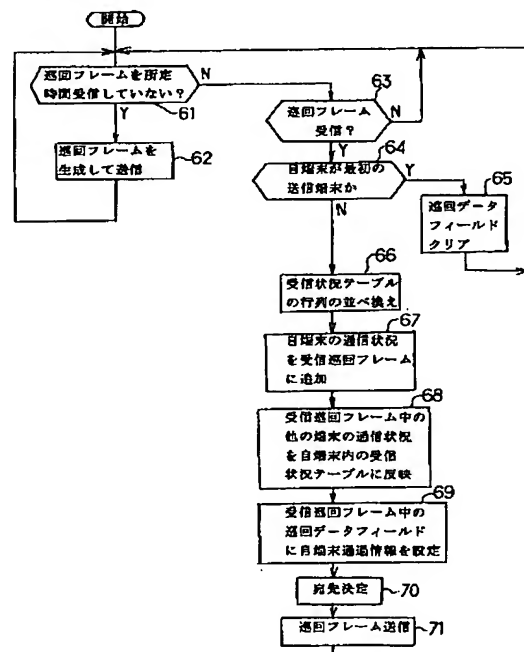 開始
巡回フレームを所定
時間受信していない?
N
61
Y
巡回フレームを
生成して送信
62
63
巡回フレーム
受信?
N
Y
64
自端末が最初の
送信端末か
Y
N
65
巡回データ
フィールド
クリア
66
受信状況テーブル
の行列の並べ換え
67
自端末の通信状況
を受信巡回フレーム
に追加
68
受信巡回フレーム中の
他の端末の通信状況
を自端末内の受信
状況テーブルに反映
69
受信巡回フレーム中の
巡回データフィールド
に自端末通過情報を設定
宛先決定
70
巡回フレーム送信
71